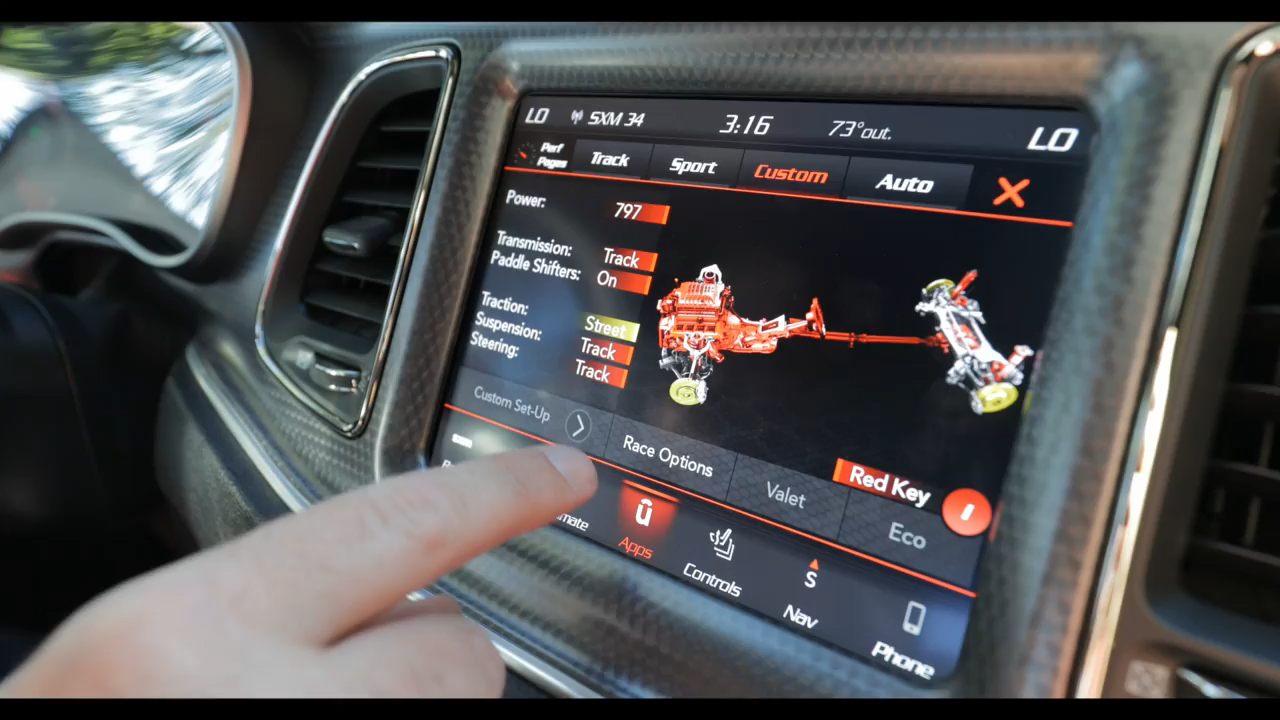 LO SXM 34 3:16 73° out. LO
Perf Pages Track Sport Custom Auto X
Power: 797
Transmission: Track
Paddle Shifters: On
Traction: Street
Suspension: Track
Steering: Track
Custom Set-Up Race Options Valet Eco
Red Key
mate Apps Controls S Nav Phone